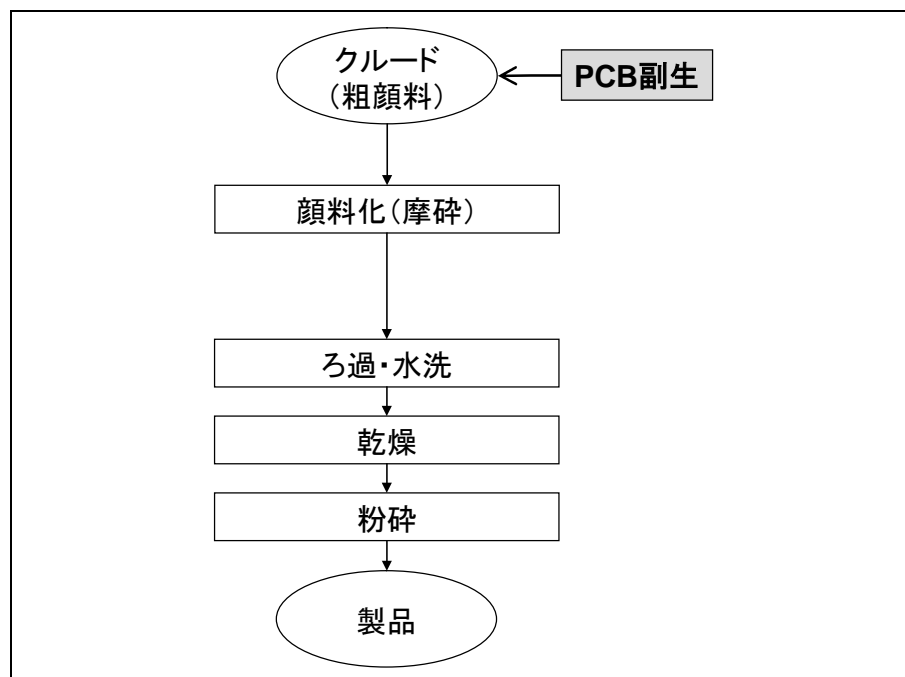 クルード
（粗顔料）
PCB副生
顔料化（摩砕）
ろ過・水洗
乾燥
粉砕
製品